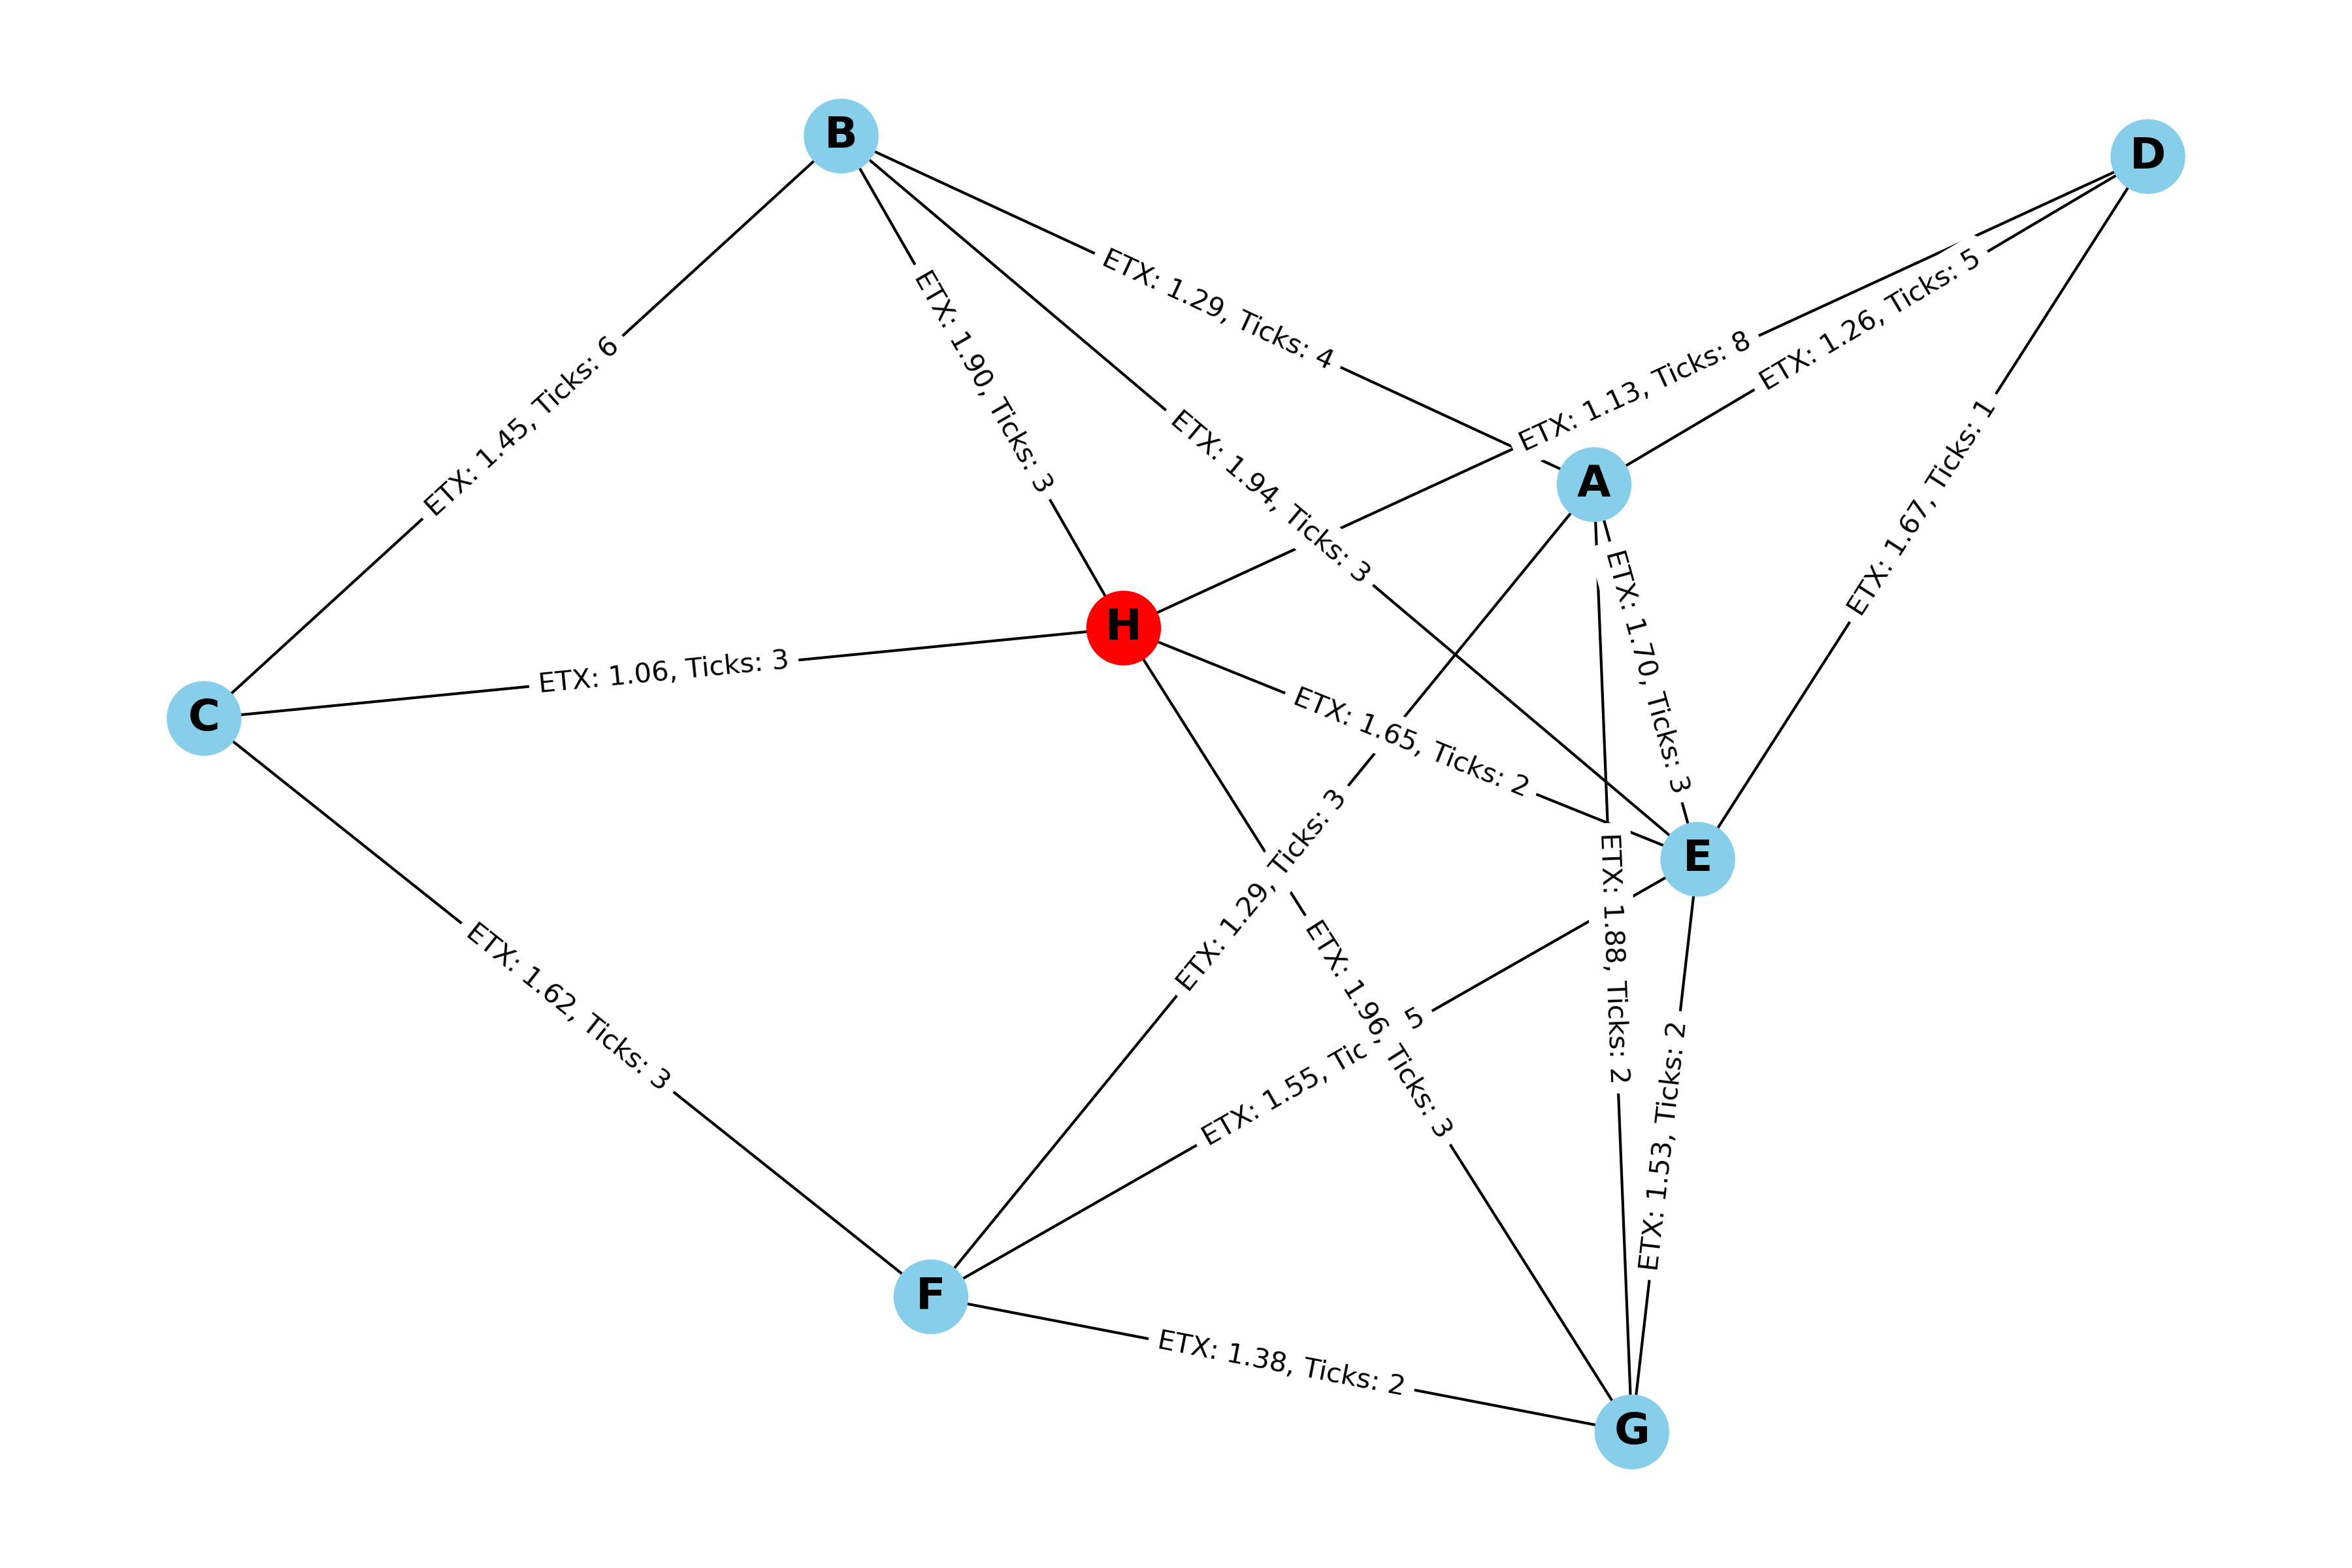 B
D
ETX: 1.29, Ticks: 4
ETX: 1.26, Ticks: 5
ETX: 1.90, Ticks: 3
ETX: 1.13, Ticks: 8
ETX: 1.45, Ticks: 6
ETX: 1.94, Ticks: 3
A
ETX: 1.67, Ticks: 1
H
ETX: 1.06, Ticks: 3
ETX: 1.70, Ticks: 3
C
ETX: 1.65, Ticks: 2
E
ETX: 1.29, Ticks: 3
ETX: 1.88, Ticks: 2
ETX: 1.62, Ticks: 3
ETX: 1.96, Ticks: 3
ETX: 1.55, Tic 5
ETX: 1.53, Ticks: 2
F
ETX: 1.38, Ticks: 2
G